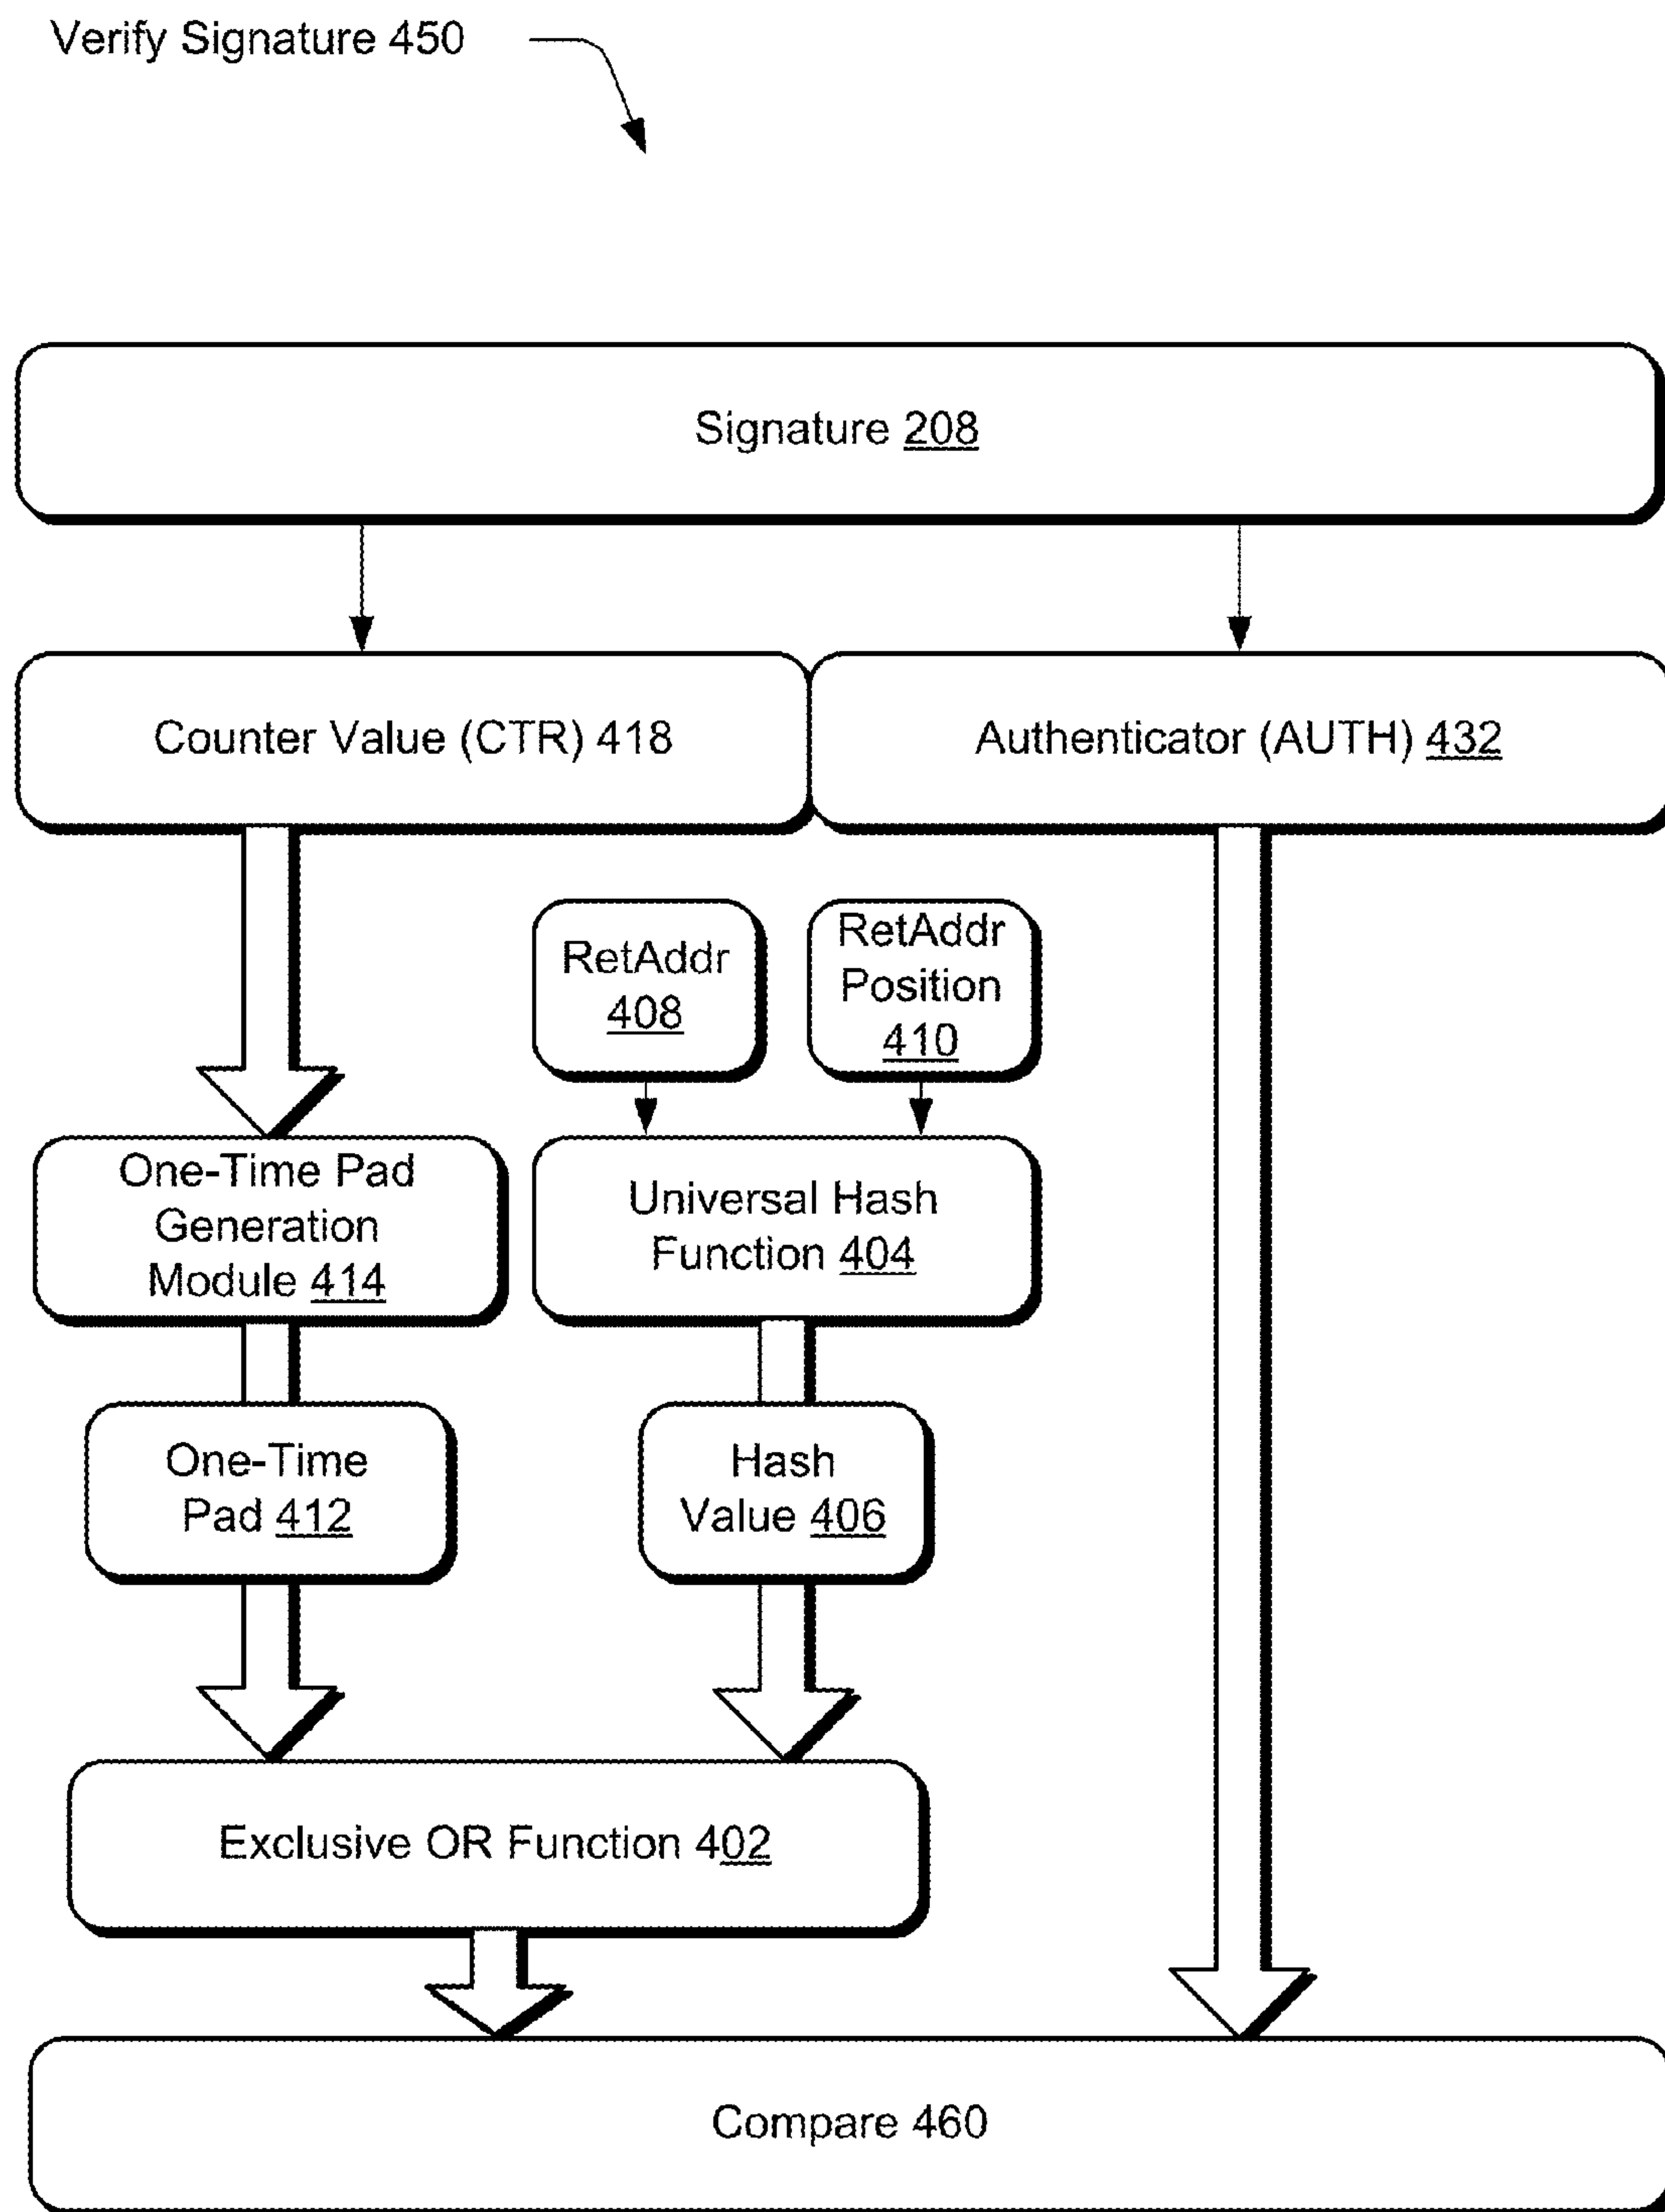 Verify Signature 450
Signature 208
Counter Value (CTR) 418
Authenticator (AUTH) 432
RetAddr
408
RetAddr
Position
410
One-Time Pad
Generation
Module 414
Universal Hash
Function 404
One-Time
Pad 412
Hash
Value 406
Exclusive OR Function 402
Compare 460